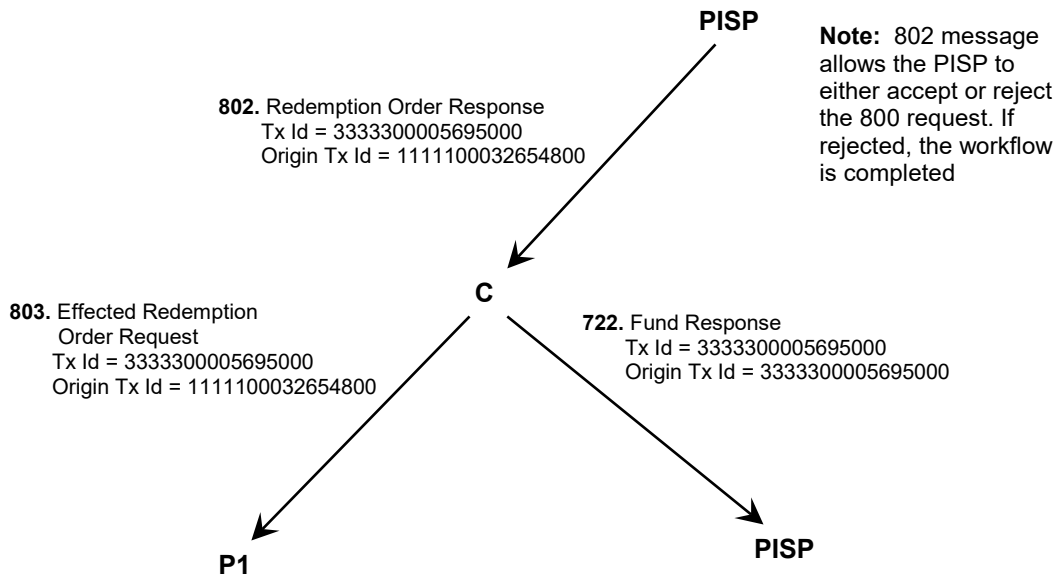 PISP
Note: 802 message
allows the PISP to
either accept or reject
the 800 request. If
rejected, the workflow
is completed
802. Redemption Order Response
Tx Id = 3333300005695000
Origin Tx Id = 1111100032654800
C
803. Effected Redemption
Order Request
Tx Id = 3333300005695000
Origin Tx Id = 1111100032654800
722. Fund Response
Tx Id = 3333300005695000
Origin Tx Id = 3333300005695000
P1
PISP